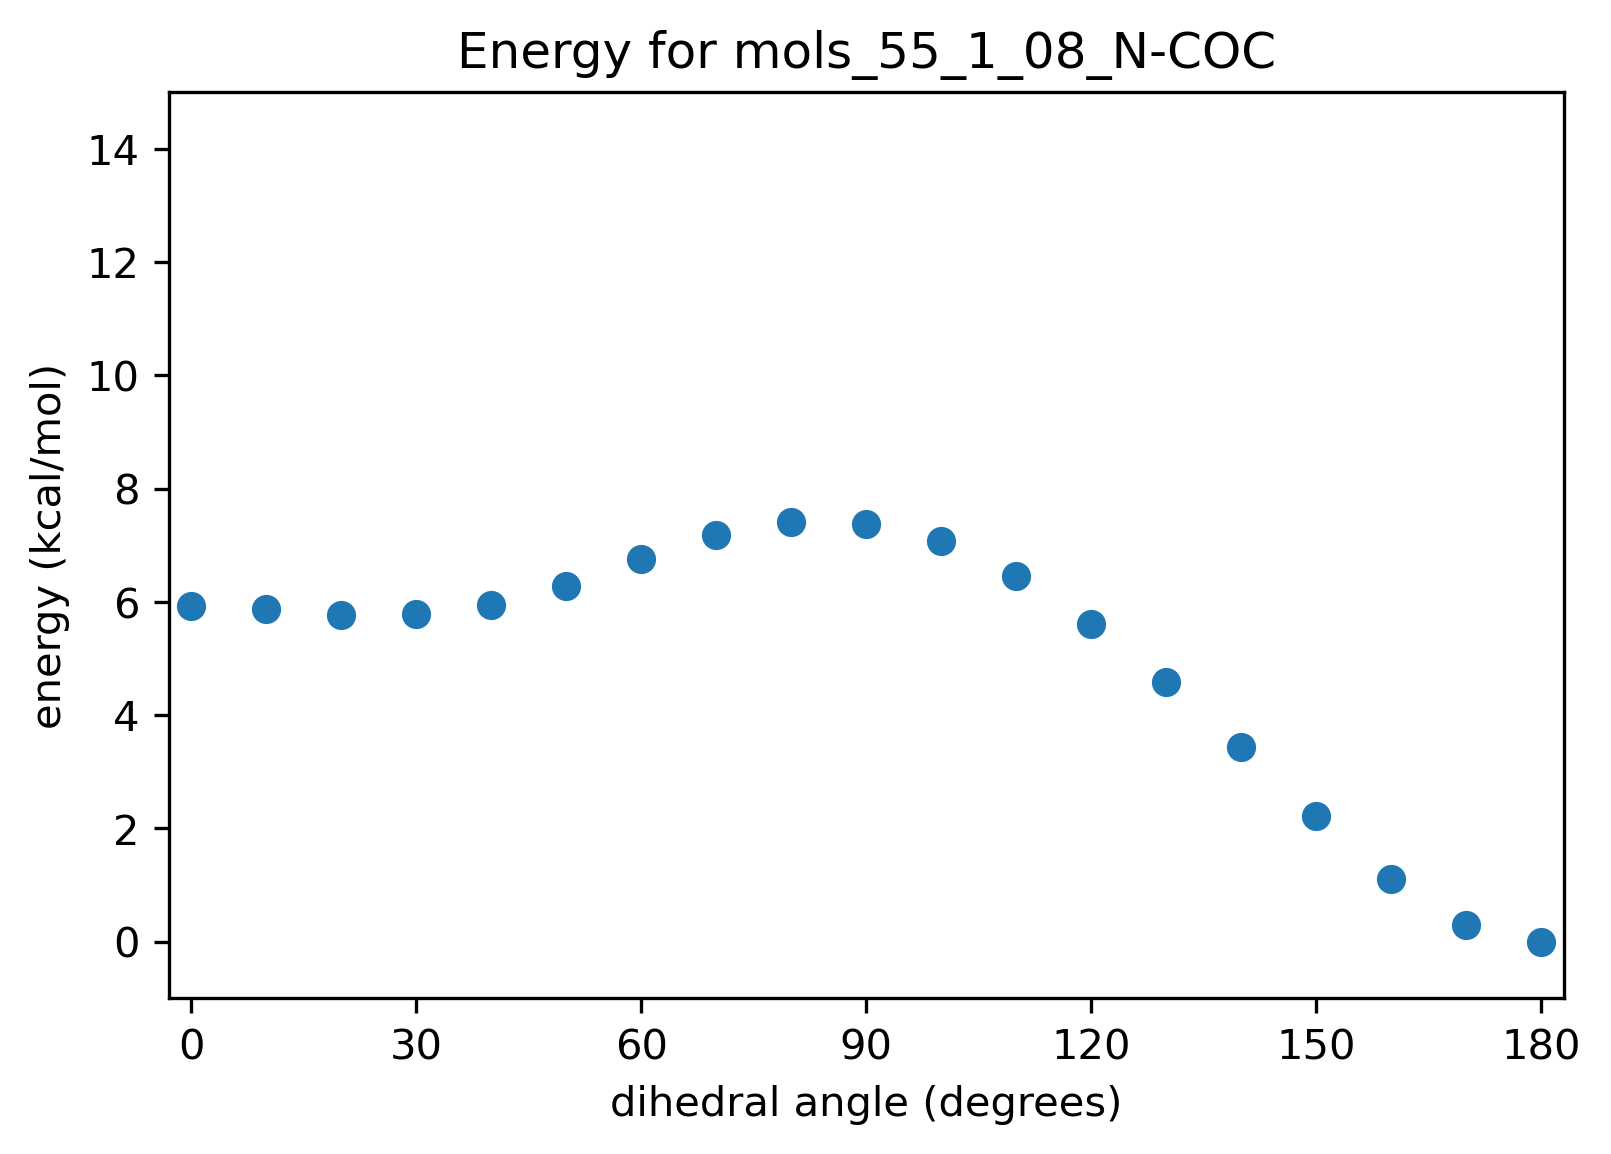 Energy for mols_55_1_08_N-COC
14
12
10
8
6
4
2
0
energy (kcal/mol)
0 30 60 90 120 150 180
dihedral angle (degrees)